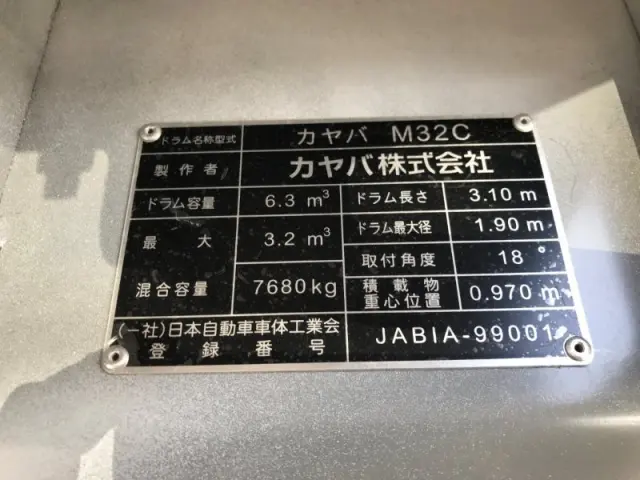 ドラム名称型式 カヤバ M32C
製作者 カヤバ株式会社
ドラム容量 6.3 m³ ドラム長さ 3.10 m
最大 3.2 m³ ドラム最大径 1.90 m
取付角度 18°
混合容量 7680kg 積載物 0.970 m
重心位置
(一社)日本自動車車体工業会 JABIA-99001
登録番号